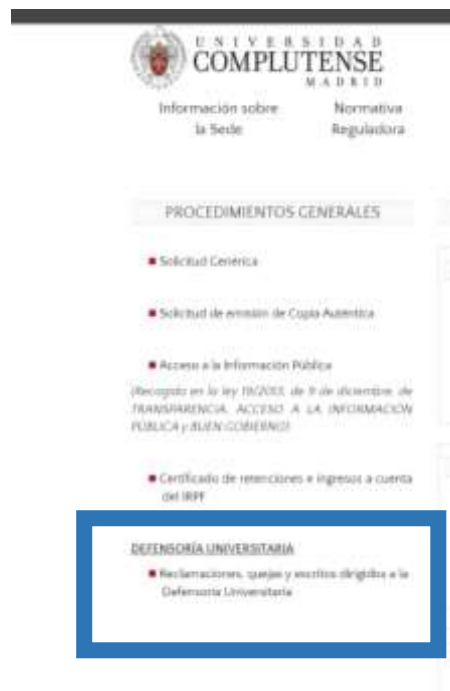 UNIVERSIDAD
COMPLUTENSE
MADRID
Información sobre
la Sede
Normativa
Reguladora
PROCEDIMIENTOS GENERALES
Solicitud Genérica
Solicitud de emisión de Copia Auténtica
Acceso a la Información Pública
(Recogido en la ley 19/2013, de 9 de diciembre, de
TRANSPARENCIA, ACCESO A LA INFORMACIÓN
PÚBLICA y BUEN GOBIERNO)
Certificado de retenciones e ingresos a cuenta
del IRPF
DEFENSORÍA UNIVERSITARIA
Reclamaciones, quejas y escritos dirigidos a la
Defensoría Universitaria